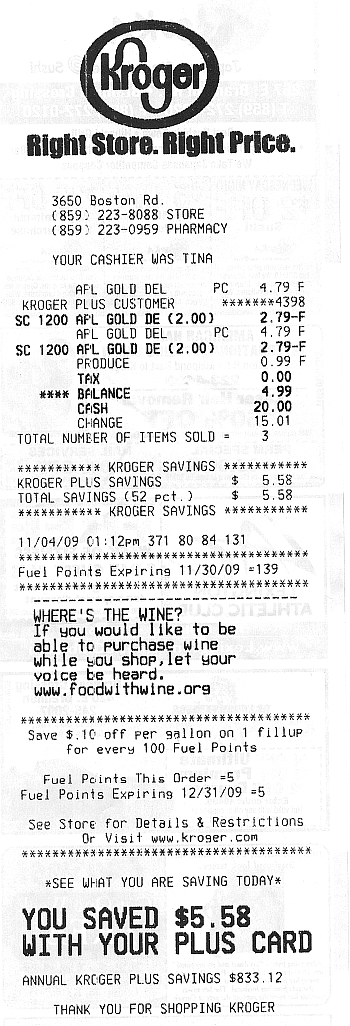 Kroger
Right Store. Right Price.
3650 Boston Rd.
(859) 223-8088 STORE
(859) 223-0959 PHARMACY
YOUR CASHIER WAS TINA
APL GOLD DEL PC 4.79 F
KROGER PLUS CUSTOMER *******4398
SC 1200 APL GOLD DE (2.00) 2.79-F
APL GOLD DEL PC 4.79 F
SC 1200 APL GOLD DE (2.00) 2.79-F
PRODUCE 0.99 F
TAX 0.00
**** BALANCE 4.99
CASH 20.00
CHANGE 15.01
TOTAL NUMBER OF ITEMS SOLD = 3
*********** KROGER SAVINGS ***********
KROGER PLUS SAVINGS $ 5.58
TOTAL SAVINGS (52 pct.) $ 5.58
*********** KROGER SAVINGS ***********
11/04/09 01:12pm 371 80 84 131
**************************************
Fuel Points Expiring 11/30/09 =139
**************************************
--------------------------------
WHERE'S THE WINE?
If you would like to be
able to purchase wine
while you shop,let your
voice be heard.
www.foodwithwine.org
**************************************
Save $.10 off per gallon on 1 fillup
for every 100 Fuel Points
Fuel Points This Order =5
Fuel Points Expiring 12/31/09 =5
See Store for Details & Restrictions
Or Visit www.kroger.com
**************************************
*SEE WHAT YOU ARE SAVING TODAY*
YOU SAVED $5.58
WITH YOUR PLUS CARD
ANNUAL KROGER PLUS SAVINGS $833.12
THANK YOU FOR SHOPPING KROGER